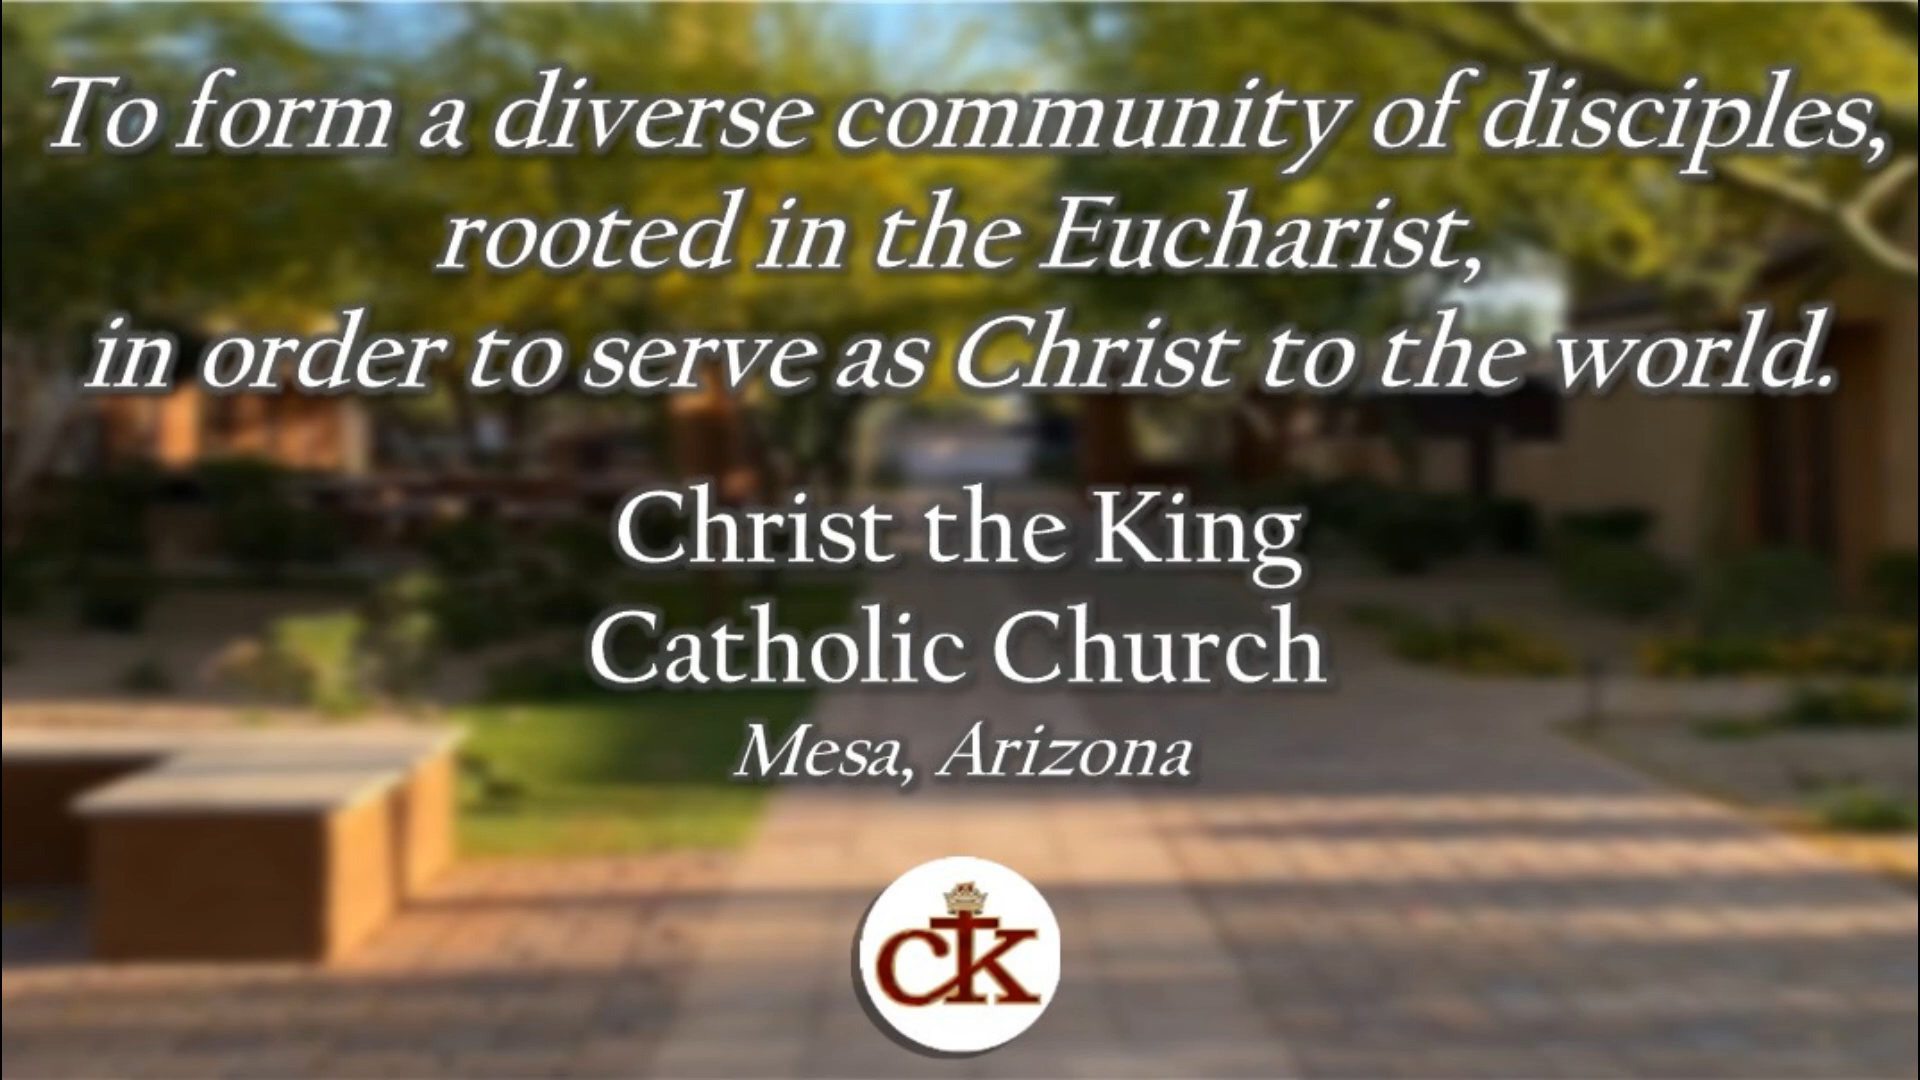 To form a diverse community of disciples,
rooted in the Eucharist,
in order to serve as Christ to the world.
Christ the King
Catholic Church
Mesa, Arizona
CTK